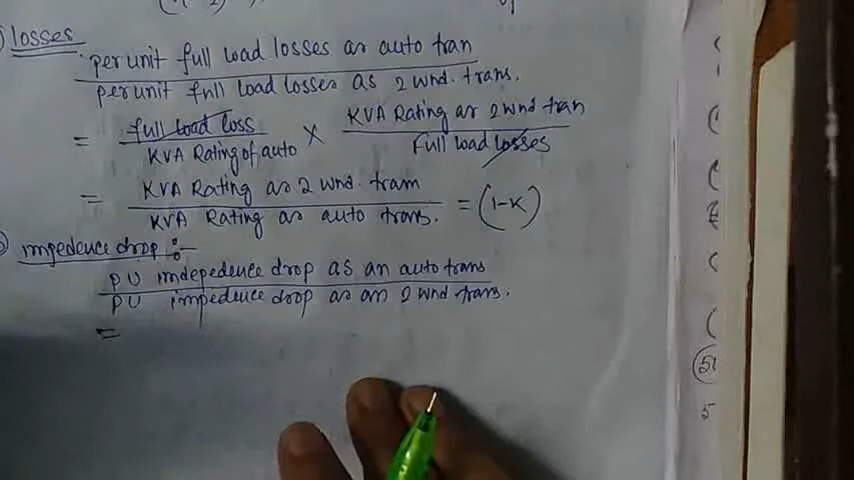 losses
per unit full load losses as auto tran
per unit full load losses as 2 wnd. trans.
= full load loss / KVA Rating of auto × KVA Rating as 2 wnd tran / Full load losses
= KVA Rating as 2 wnd. tram / KVA Rating as auto trans. = (1-K)
impedence drop :-
PU indepedence drop as an auto trans
PU impedence drop as an 2 wnd trans.
=
51
5